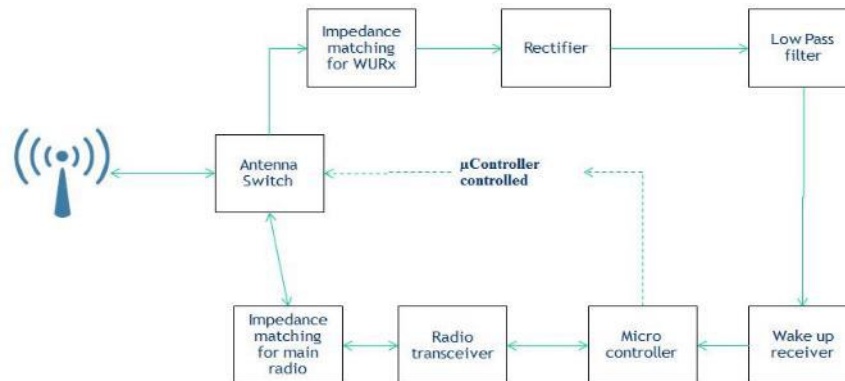 Impedance
matching
for WURx
Rectifier
Low Pass
filter
Antenna
Switch
µController
controlled
Impedance
matching
for main
radio
Radio
transceiver
Micro
controller
Wake up
receiver